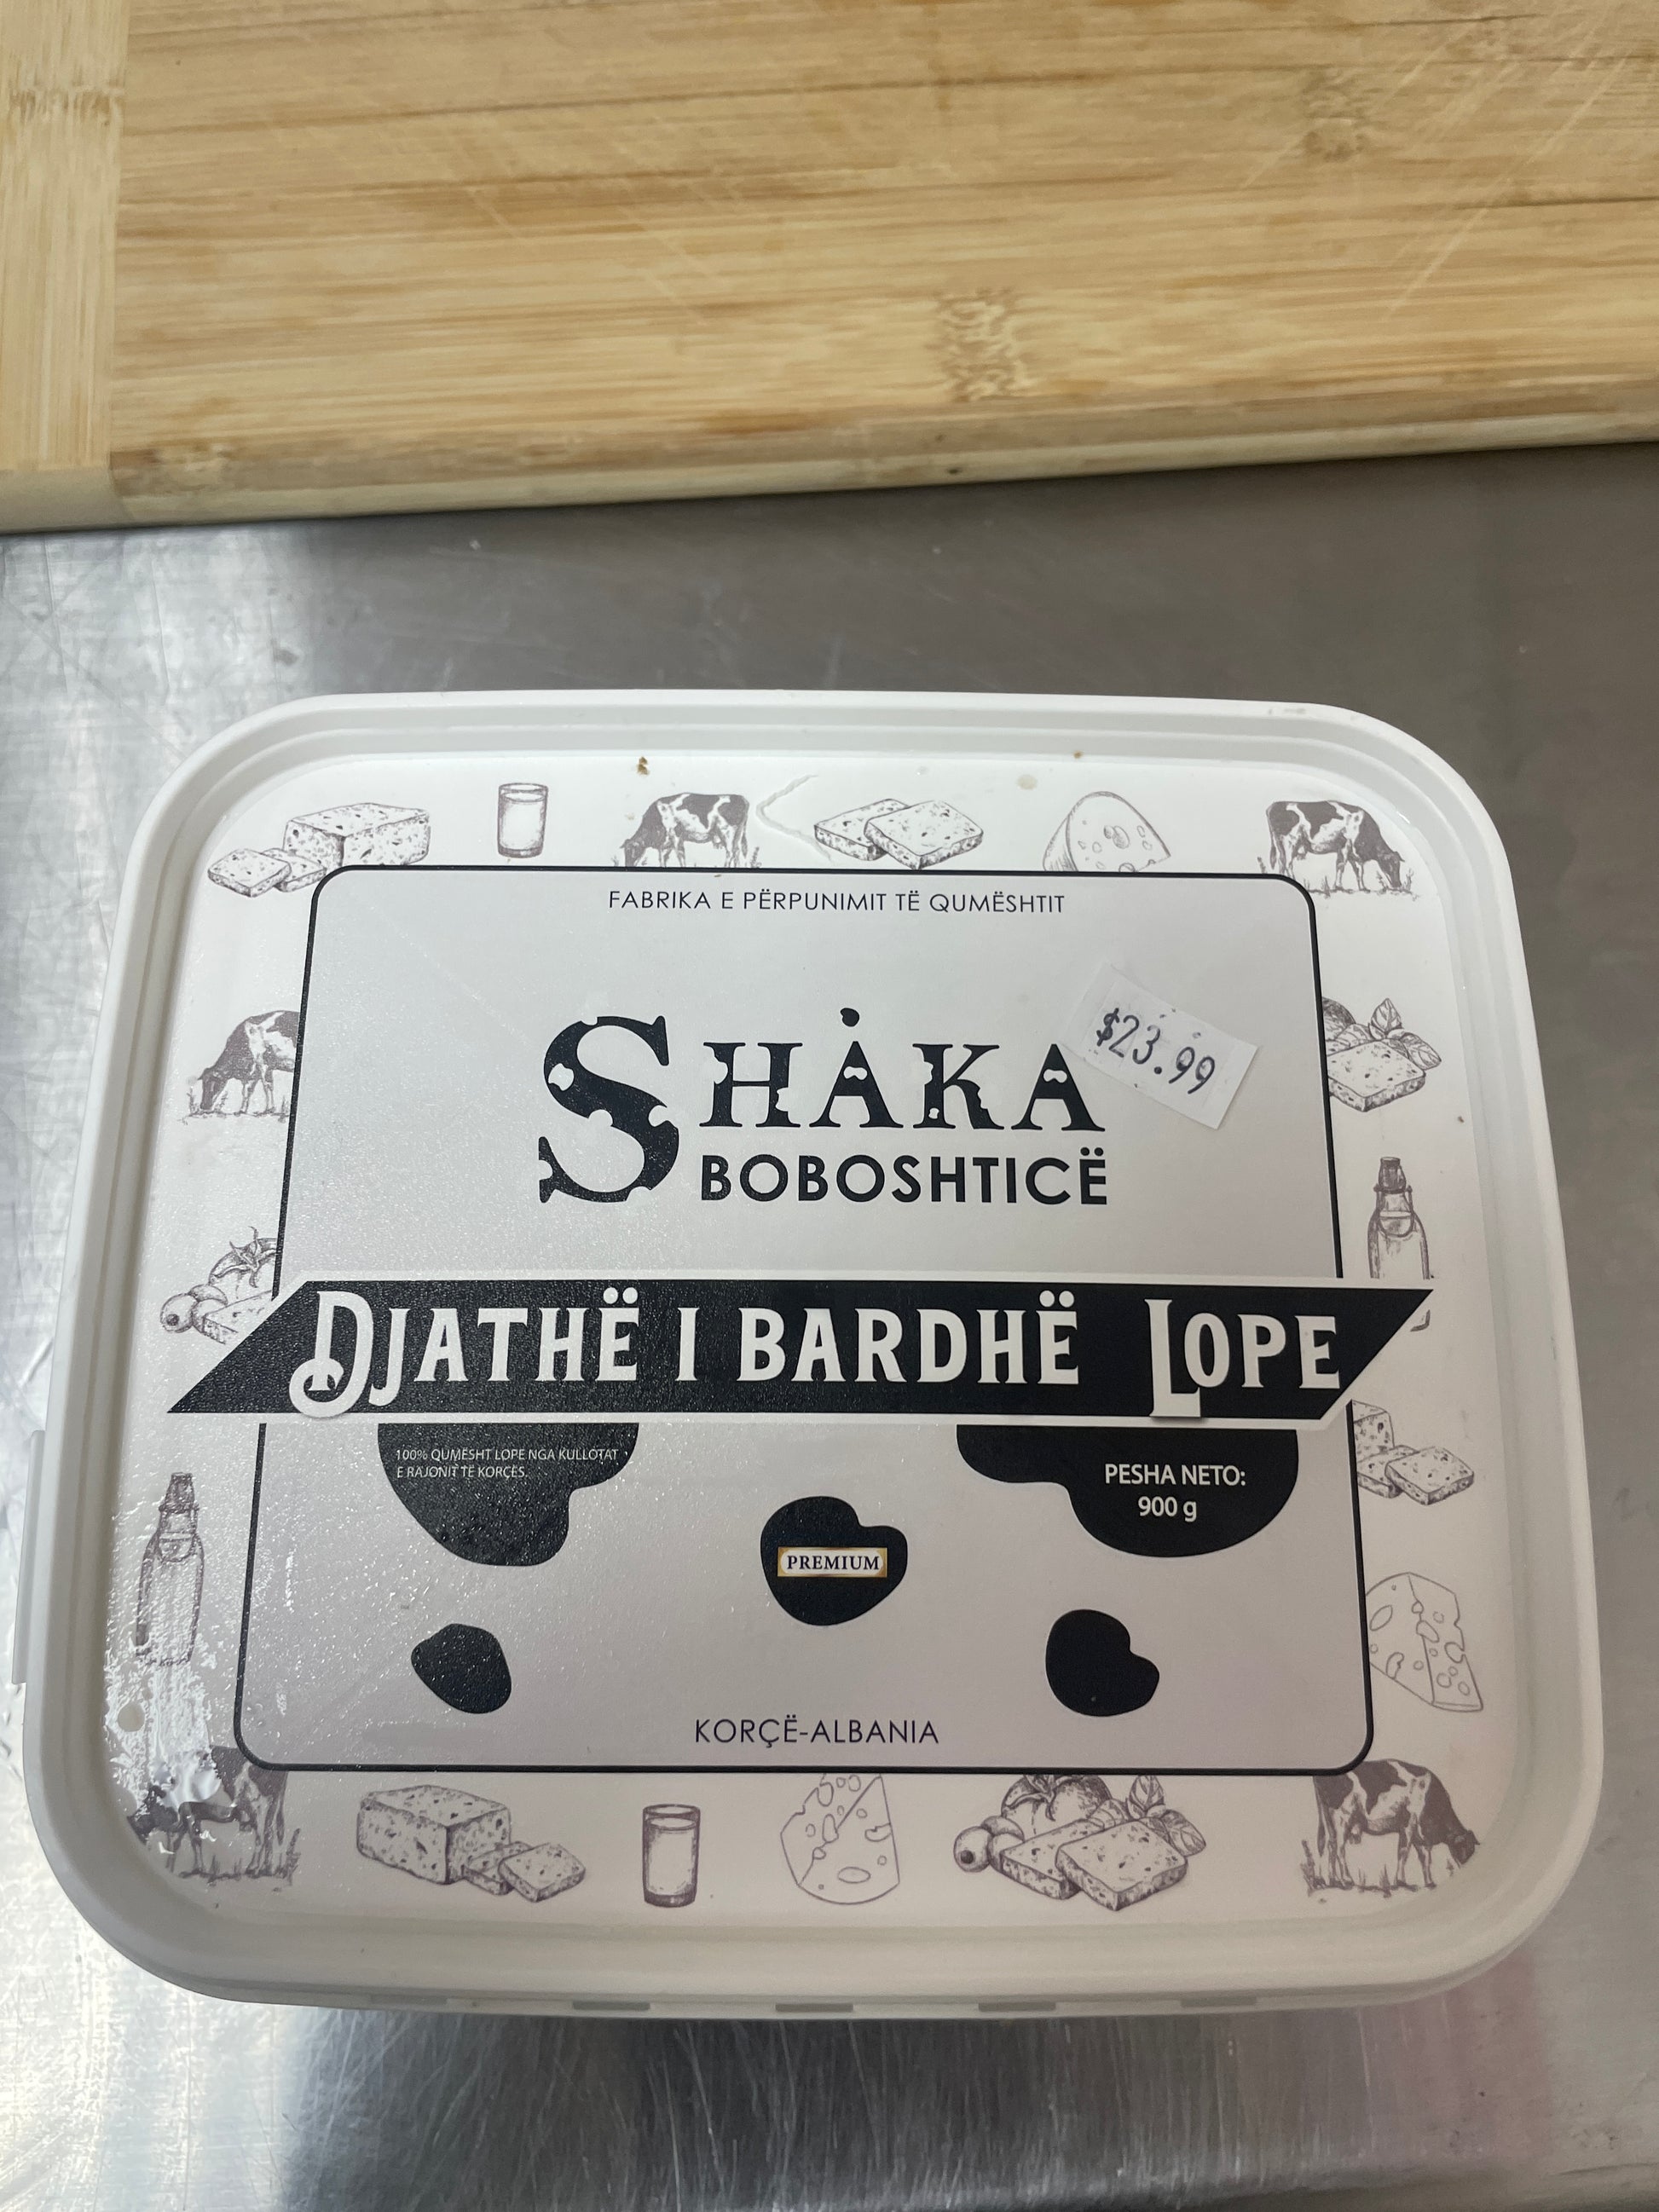 FABRIKA E PËRPUNIMIT TË QUMËSHTIT
$23.99
SHAKA
BOBOSHTICË
DJATHË I BARDHË LOPE
100% QUMËSHT LOPE NGA KULLOTAT
E RAJONIT TË KORÇËS.
PESHA NETO:
900 g
PREMIUM
KORÇË-ALBANIA